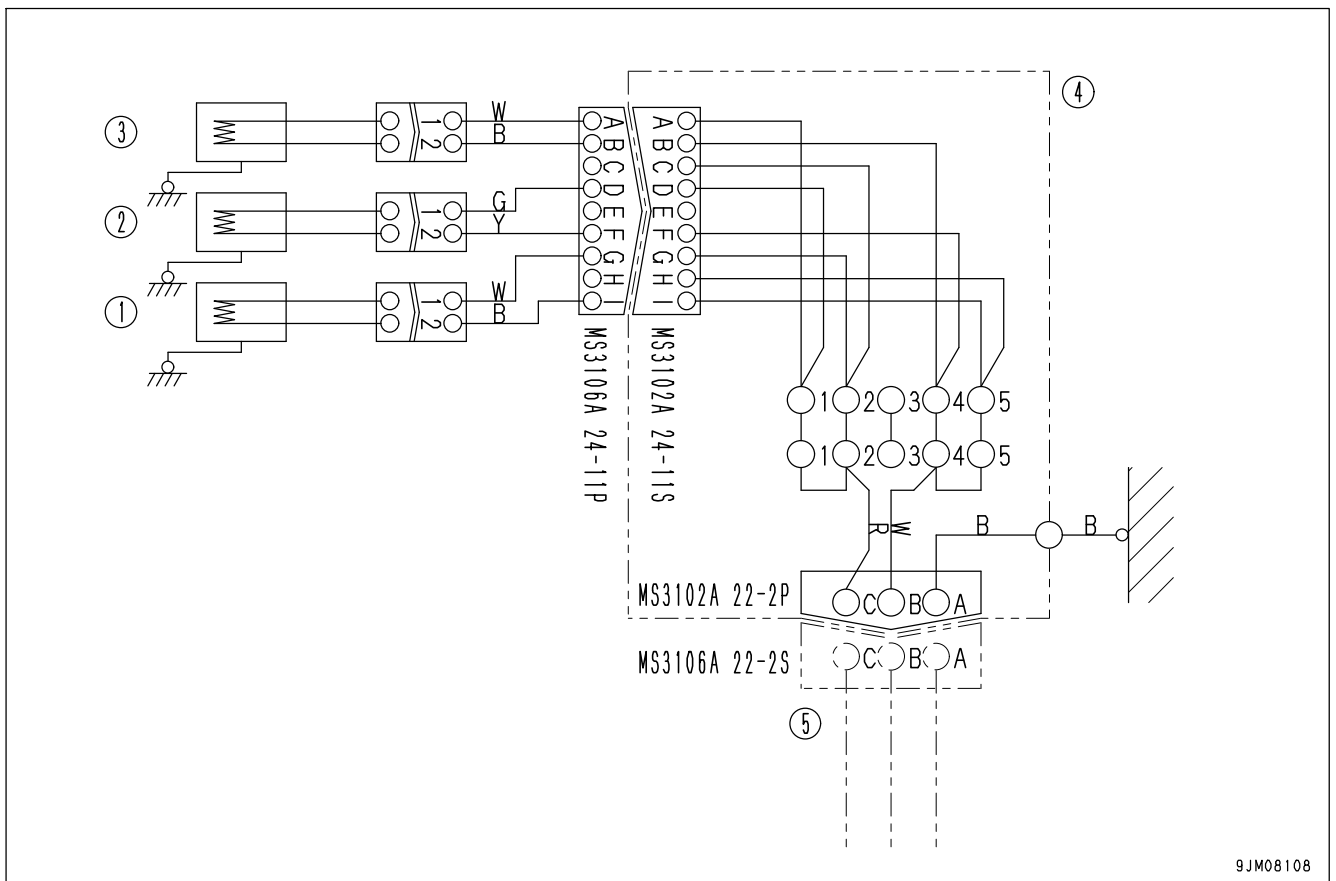 ④
③
1 W
2 B
A A
B B
C C
②
1 G
2 Y
D D
E E
F F
G G
①
1 W
2 B
H H
I I
MS3106A 24-11P
MS3102A 24-11S
1 2 3 4 5
1 2 3 4 5
R W
B B
MS3102A 22-2P
C B A
MS3106A 22-2S
C B A
⑤
9JM08108